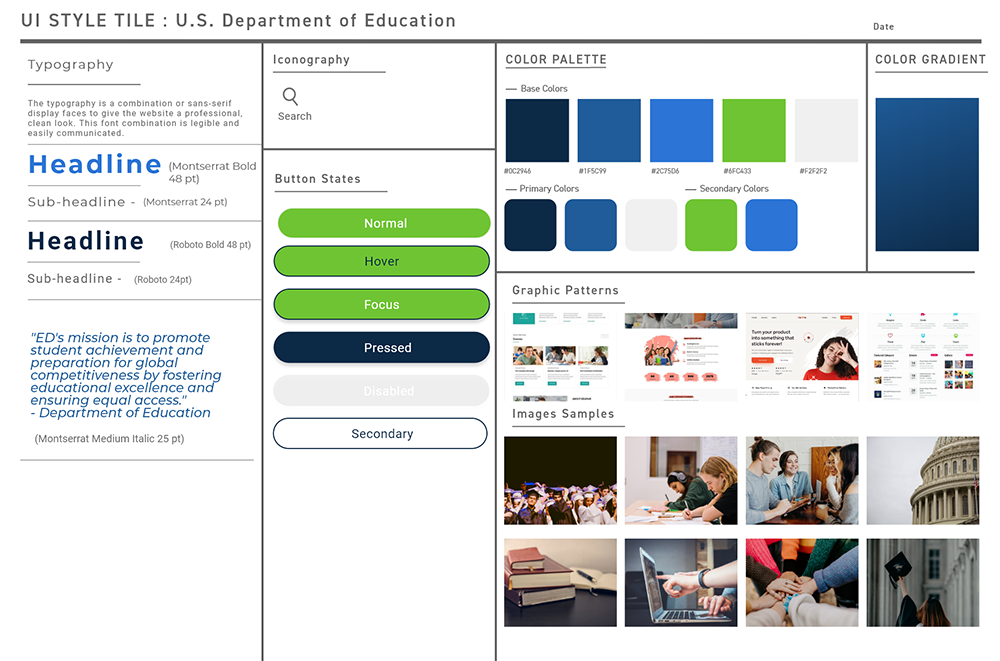 UI STYLE TILE : U.S. Department of Education
Date
Typography
The typography is a combination or sans-serif
display faces to give the website a professional,
clean look. This font combination is legible and
easily communicated.
Headline (Montserrat Bold
48 pt)
Sub-headline - (Montserrat 24 pt)
Headline (Roboto Bold 48 pt)
Sub-headline - (Roboto 24pt)
"ED's mission is to promote
student achievement and
preparation for global
competitiveness by fostering
educational excellence and
ensuring equal access."
- Department of Education
(Montserrat Medium Italic 25 pt)
Iconography
Search
Button States
Normal
Hover
Focus
Pressed
Disabled
Secondary
COLOR PALETTE
Base Colors
#0C2946
#1F5C99
#2C75D6
#6FC433
#F2F2F2
Primary Colors
Secondary Colors
COLOR GRADIENT
Graphic Patterns
Turn your product
into something that
sticks forever!
Images Samples